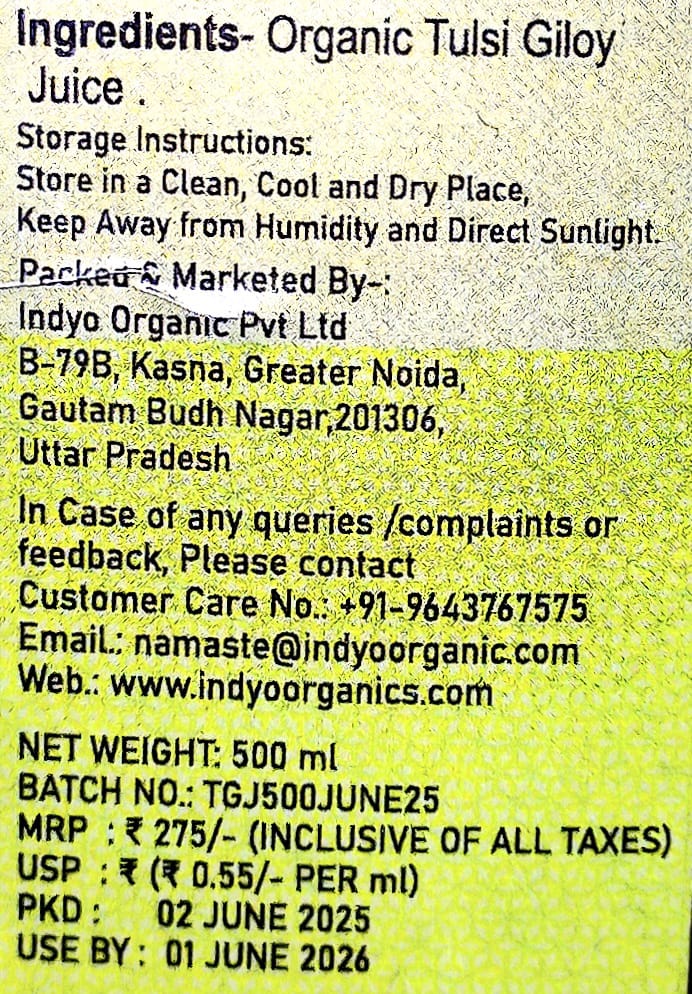 Ingredients- Organic Tulsi Giloy
Juice .
Storage Instructions:
Store in a Clean, Cool and Dry Place,
Keep Away from Humidity and Direct Sunlight.
Packed & Marketed By-:
Indyo Organic Pvt Ltd
B-79B, Kasna, Greater Noida,
Gautam Budh Nagar,201306,
Uttar Pradesh
In Case of any queries /complaints or
feedback, Please contact
Customer Care No.: +91-9643767575
Email.: namaste@indyoorganic.com
Web.: www.indyoorganics.com
NET WEIGHT: 500 ml
BATCH NO.: TGJ500JUNE25
MRP : ₹ 275/- (INCLUSIVE OF ALL TAXES)
USP : ₹ (₹ 0.55/- PER ml)
PKD : 02 JUNE 2025
USE BY : 01 JUNE 2026